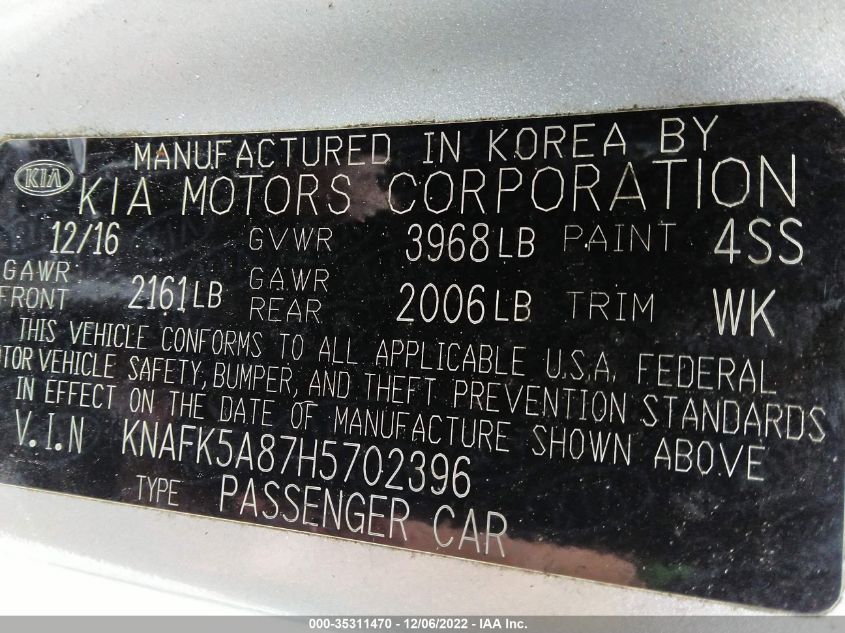 MANUFACTURED IN KOREA BY
KIA KIA MOTORS CORPORATION
12/16 GVWR 3968LB PAINT 4SS
GAWR FRONT 2161LB GAWR REAR 2006LB TRIM WK
THIS VEHICLE CONFORMS TO ALL APPLICABLE U.S.A. FEDERAL
OTOR VEHICLE SAFETY, BUMPER, AND THEFT PREVENTION STANDARDS
IN EFFECT ON THE DATE OF MANUFACTURE SHOWN ABOVE
V.I.N KNAFK5A87H5702396
TYPE PASSENGER CAR
000-35311470 - 12/06/2022 - IAA Inc.